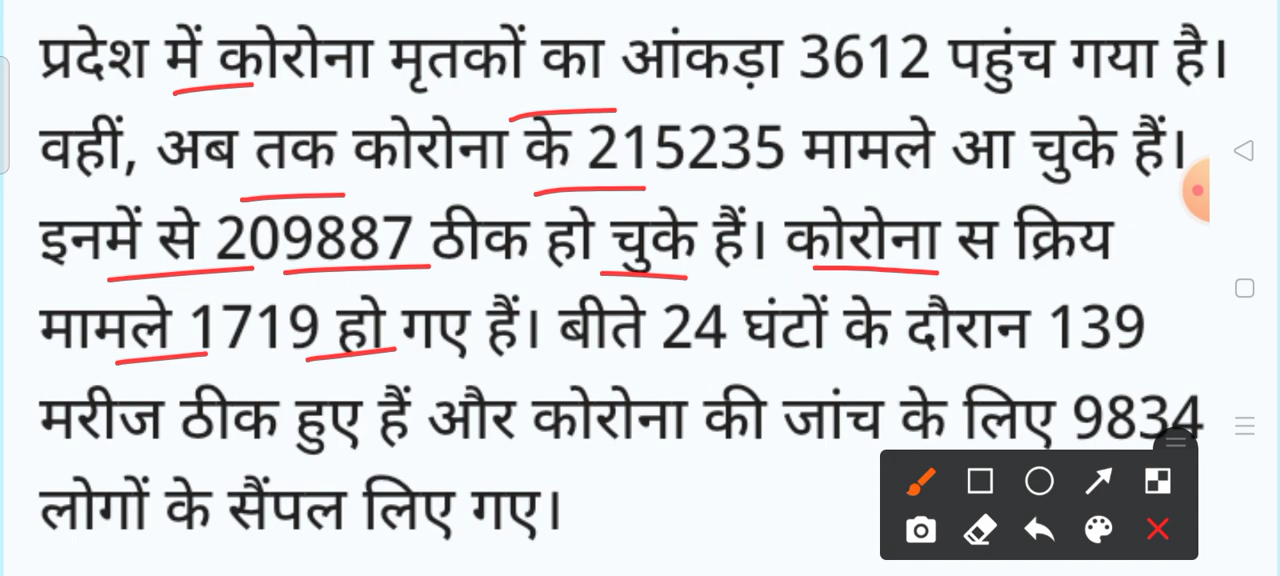 प्रदेश में कोरोना मृतकों का आंकड़ा 3612 पहुंच गया है।
वहीं, अब तक कोरोना के 215235 मामले आ चुके हैं।
इनमें से 209887 ठीक हो चुके हैं। कोरोना स क्रिय
मामले 1719 हो गए हैं। बीते 24 घंटों के दौरान 139
मरीज ठीक हुए हैं और कोरोना की जांच के लिए 9834
लोगों के सैंपल लिए गए।